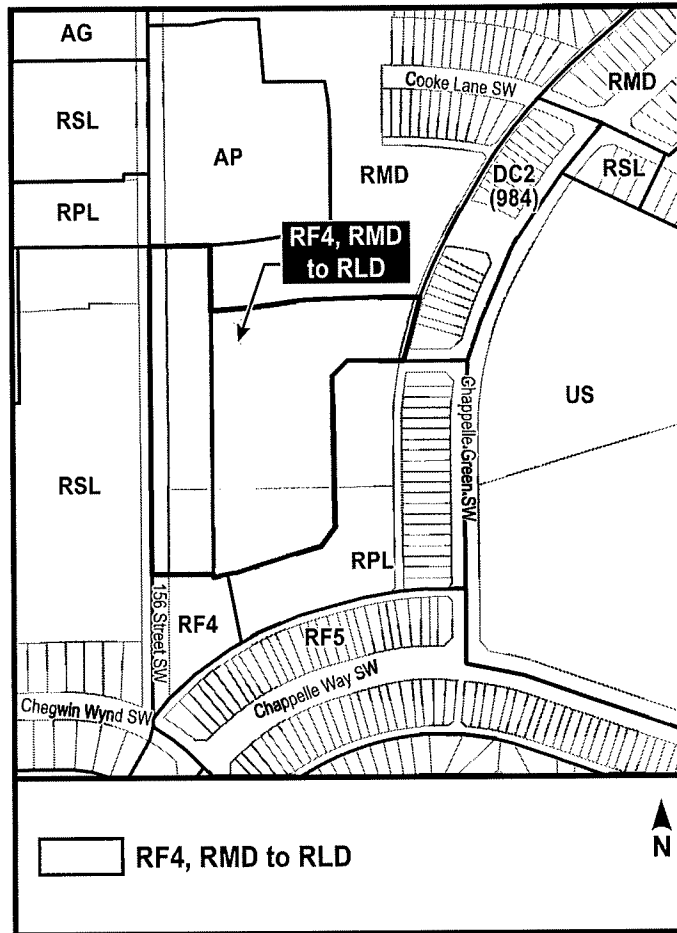 AG
Cooke Lane SW
RMD
RSL
AP
RMD
DC2
(984)
RSL
RPL
RF4, RMD
to RLD
US
Chappelle Green SW
RSL
RPL
156 Street SW
RF4
RF5
Chappelle Way SW
Chegwin Wynd SW
RF4, RMD to RLD
N